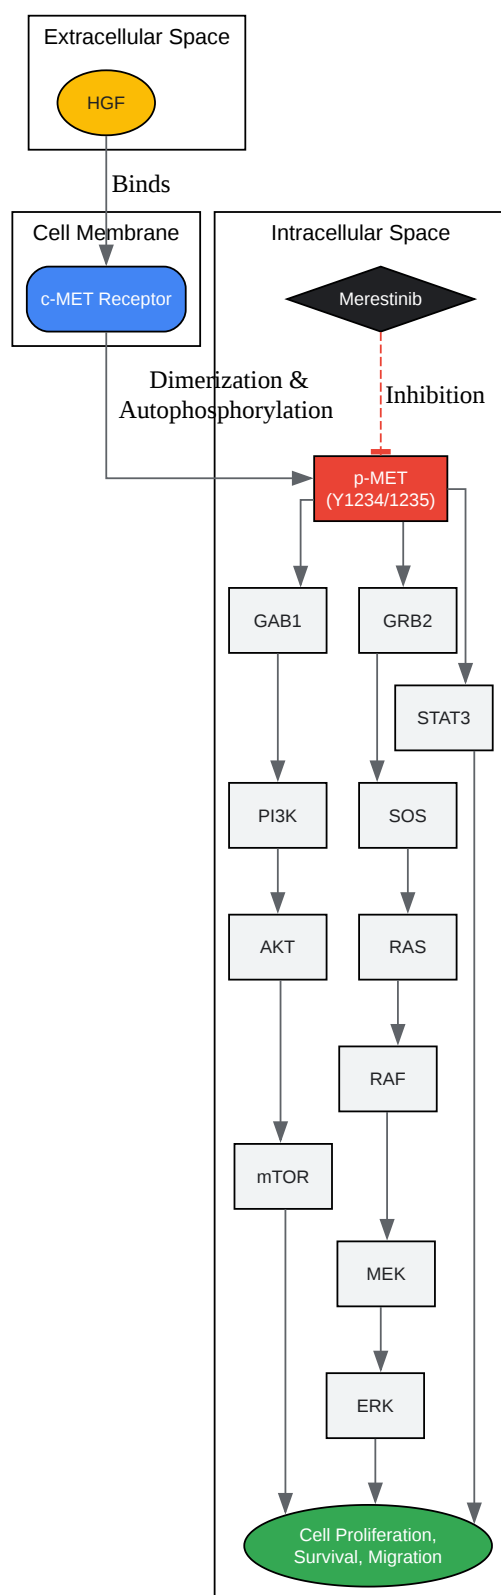 Extracellular Space
HGF
Binds
Cell Membrane
c-MET Receptor
Intracellular Space
Merestinib
Dimerization &
Autophosphorylation
Inhibition
p-MET
(Y1234/1235)
GAB1
GRB2
STAT3
PI3K
SOS
AKT
RAS
RAF
mTOR
MEK
ERK
Cell Proliferation,
Survival, Migration